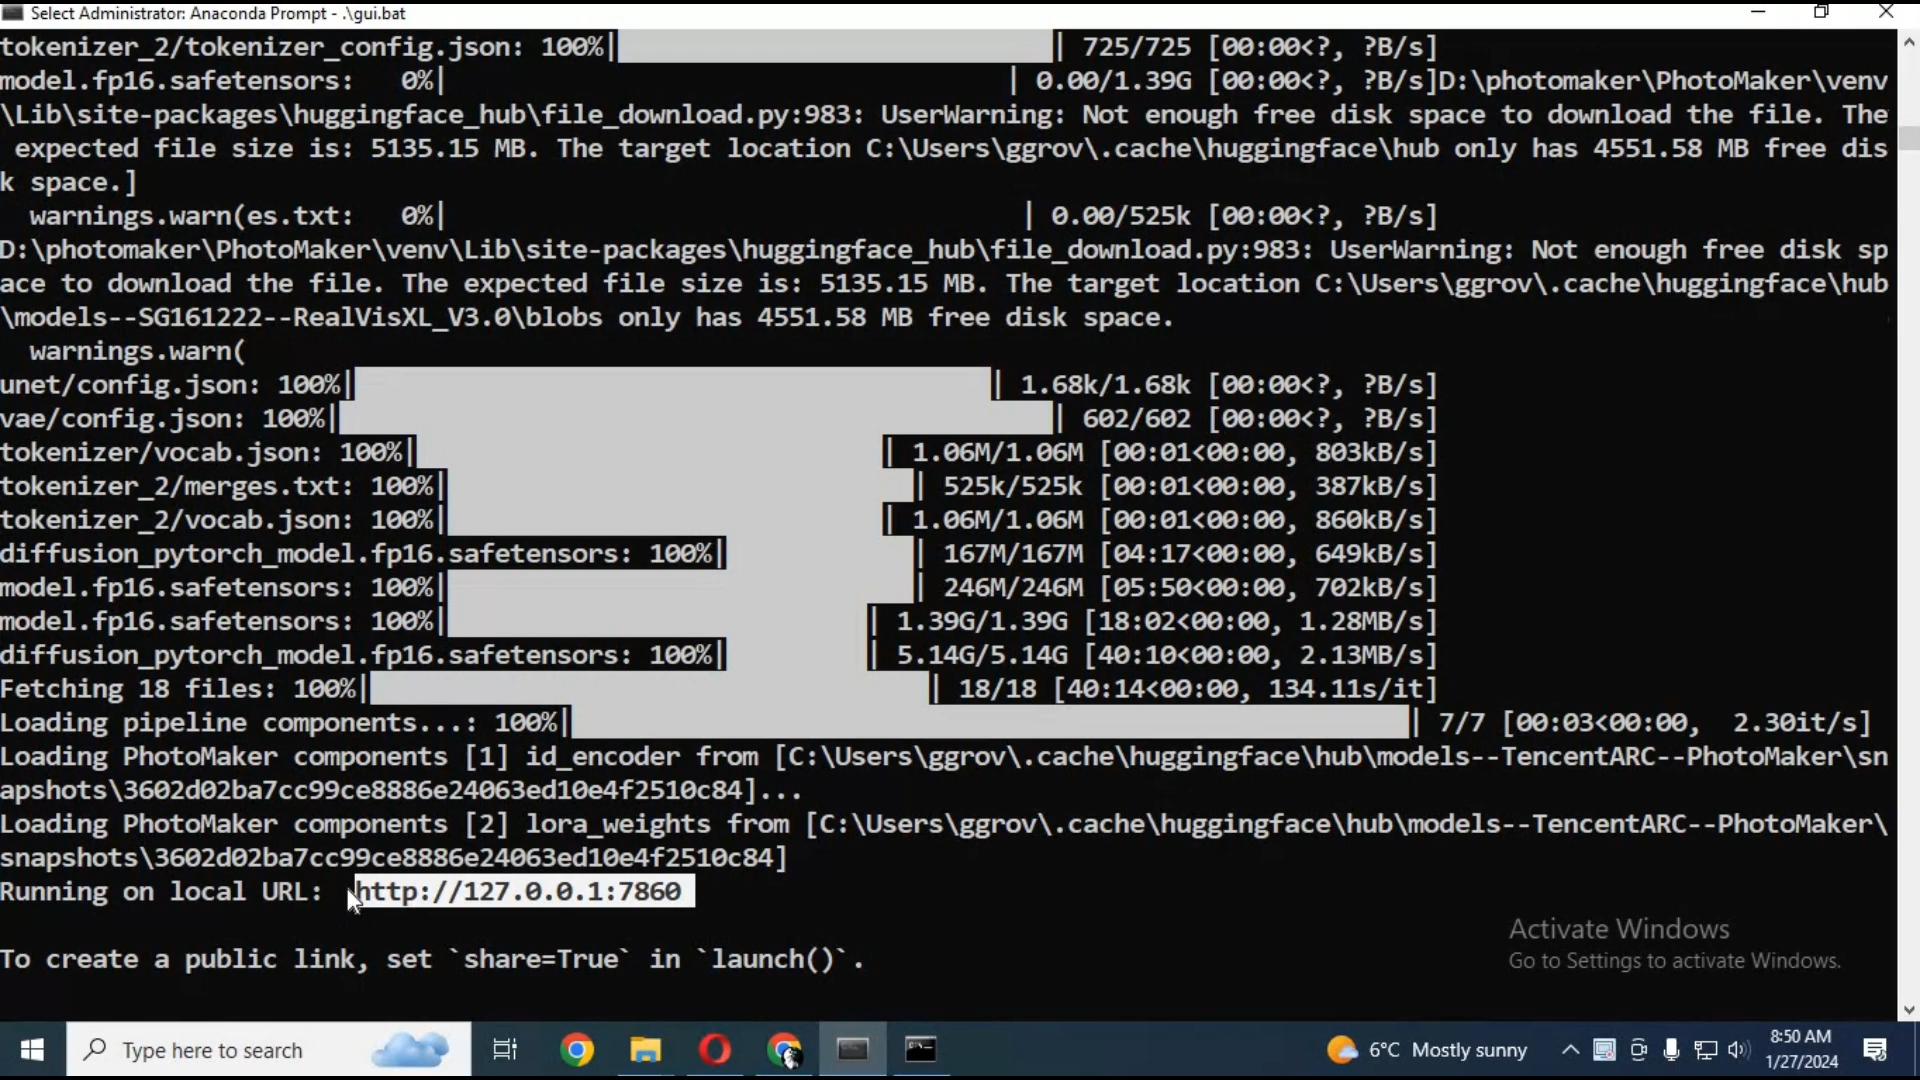 Select Administrator: Anaconda Prompt - .\gui.bat
tokenizer_2/tokenizer_config.json: 100%| | 725/725 [00:00<?, ?B/s]
model.fp16.safetensors: 0%| | 0.00/1.39G [00:00<?, ?B/s]D:\photomaker\PhotoMaker\venv
\Lib\site-packages\huggingface_hub\file_download.py:983: UserWarning: Not enough free disk space to download the file. The
expected file size is: 5135.15 MB. The target location C:\Users\ggrov\.cache\huggingface\hub only has 4551.58 MB free dis
k space.]
warnings.warn(es.txt: 0%| | 0.00/525k [00:00<?, ?B/s]
D:\photomaker\PhotoMaker\venv\Lib\site-packages\huggingface_hub\file_download.py:983: UserWarning: Not enough free disk sp
ace to download the file. The expected file size is: 5135.15 MB. The target location C:\Users\ggrov\.cache\huggingface\hub
\models--SG161222--RealVisXL_V3.0\blobs only has 4551.58 MB free disk space.
warnings.warn(
unet/config.json: 100%| | 1.68k/1.68k [00:00<?, ?B/s]
vae/config.json: 100%| | 602/602 [00:00<?, ?B/s]
tokenizer/vocab.json: 100%| | 1.06M/1.06M [00:01<00:00, 803kB/s]
tokenizer_2/merges.txt: 100%| | 525k/525k [00:01<00:00, 387kB/s]
tokenizer_2/vocab.json: 100%| | 1.06M/1.06M [00:01<00:00, 860kB/s]
diffusion_pytorch_model.fp16.safetensors: 100%| | 167M/167M [04:17<00:00, 649kB/s]
model.fp16.safetensors: 100%| | 246M/246M [05:50<00:00, 702kB/s]
model.fp16.safetensors: 100%| | 1.39G/1.39G [18:02<00:00, 1.28MB/s]
diffusion_pytorch_model.fp16.safetensors: 100%| | 5.14G/5.14G [40:10<00:00, 2.13MB/s]
Fetching 18 files: 100%| | 18/18 [40:14<00:00, 134.11s/it]
Loading pipeline components...: 100%| | 7/7 [00:03<00:00, 2.30it/s]
Loading PhotoMaker components [1] id_encoder from [C:\Users\ggrov\.cache\huggingface\hub\models--TencentARC--PhotoMaker\sn
apshots\3602d02ba7cc99ce8886e24063ed10e4f2510c84]...
Loading PhotoMaker components [2] lora_weights from [C:\Users\ggrov\.cache\huggingface\hub\models--TencentARC--PhotoMaker\
snapshots\3602d02ba7cc99ce8886e24063ed10e4f2510c84]
Running on local URL: http://127.0.0.1:7860
To create a public link, set `share=True` in `launch()`.
Activate Windows
Go to Settings to activate Windows.
Type here to search
6°C Mostly sunny
8:50 AM
1/27/2024